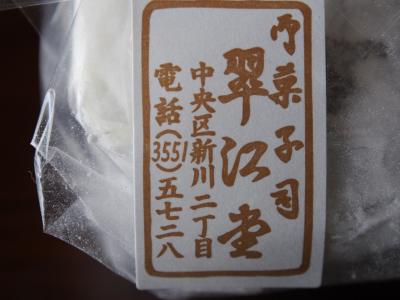 御菓子司
翠江堂
中央区新川二丁目
電話(3551)五七二八